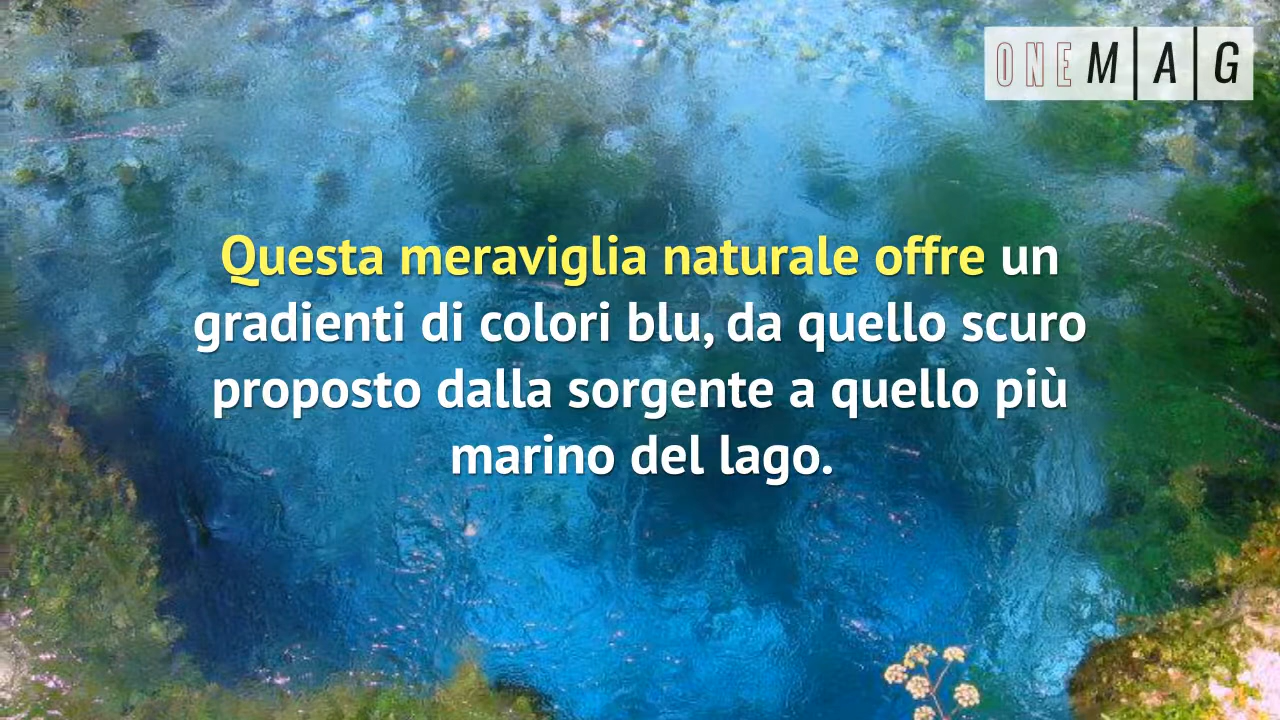 ONEMAG
Questa meraviglia naturale offre un
gradienti di colori blu, da quello scuro
proposto dalla sorgente a quello più
marino del lago.